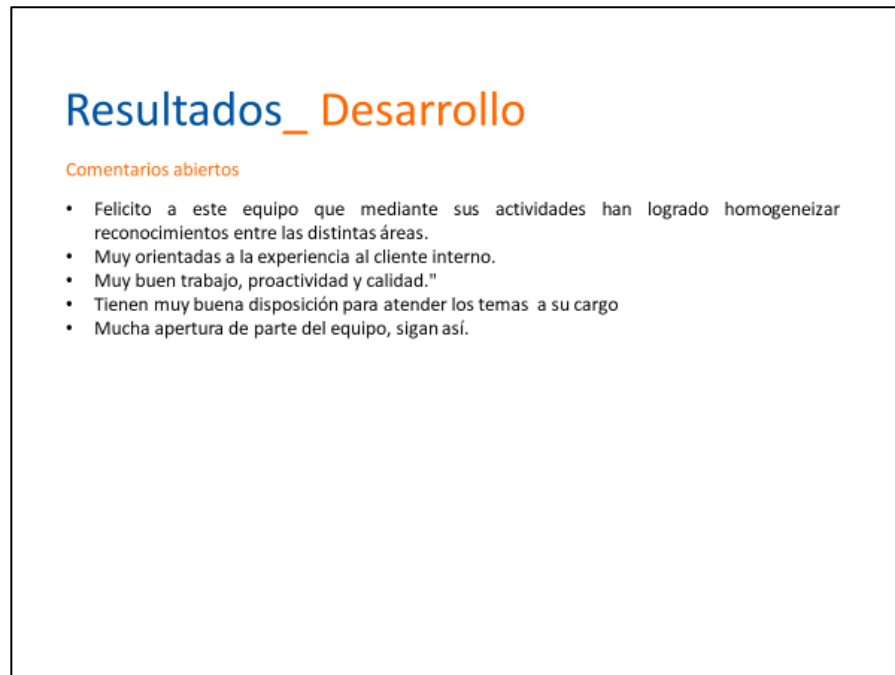 Resultados_ Desarrollo
Comentarios abiertos
• Felicito a este equipo que mediante sus actividades han logrado homogeneizar
reconocimientos entre las distintas áreas.
• Muy orientadas a la experiencia al cliente interno.
• Muy buen trabajo, proactividad y calidad."
• Tienen muy buena disposición para atender los temas  a su cargo
• Mucha apertura de parte del equipo, sigan así.